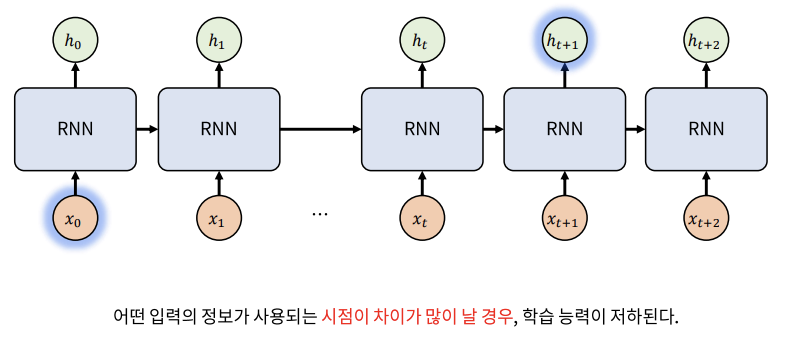 h₀ h₁ hₜ hₜ₊₁ hₜ₊₂
RNN RNN RNN RNN RNN
x₀ x₁ ... xₜ xₜ₊₁ xₜ₊₂
어떤 입력의 정보가 사용되는 시점이 차이가 많이 날 경우, 학습 능력이 저하된다.